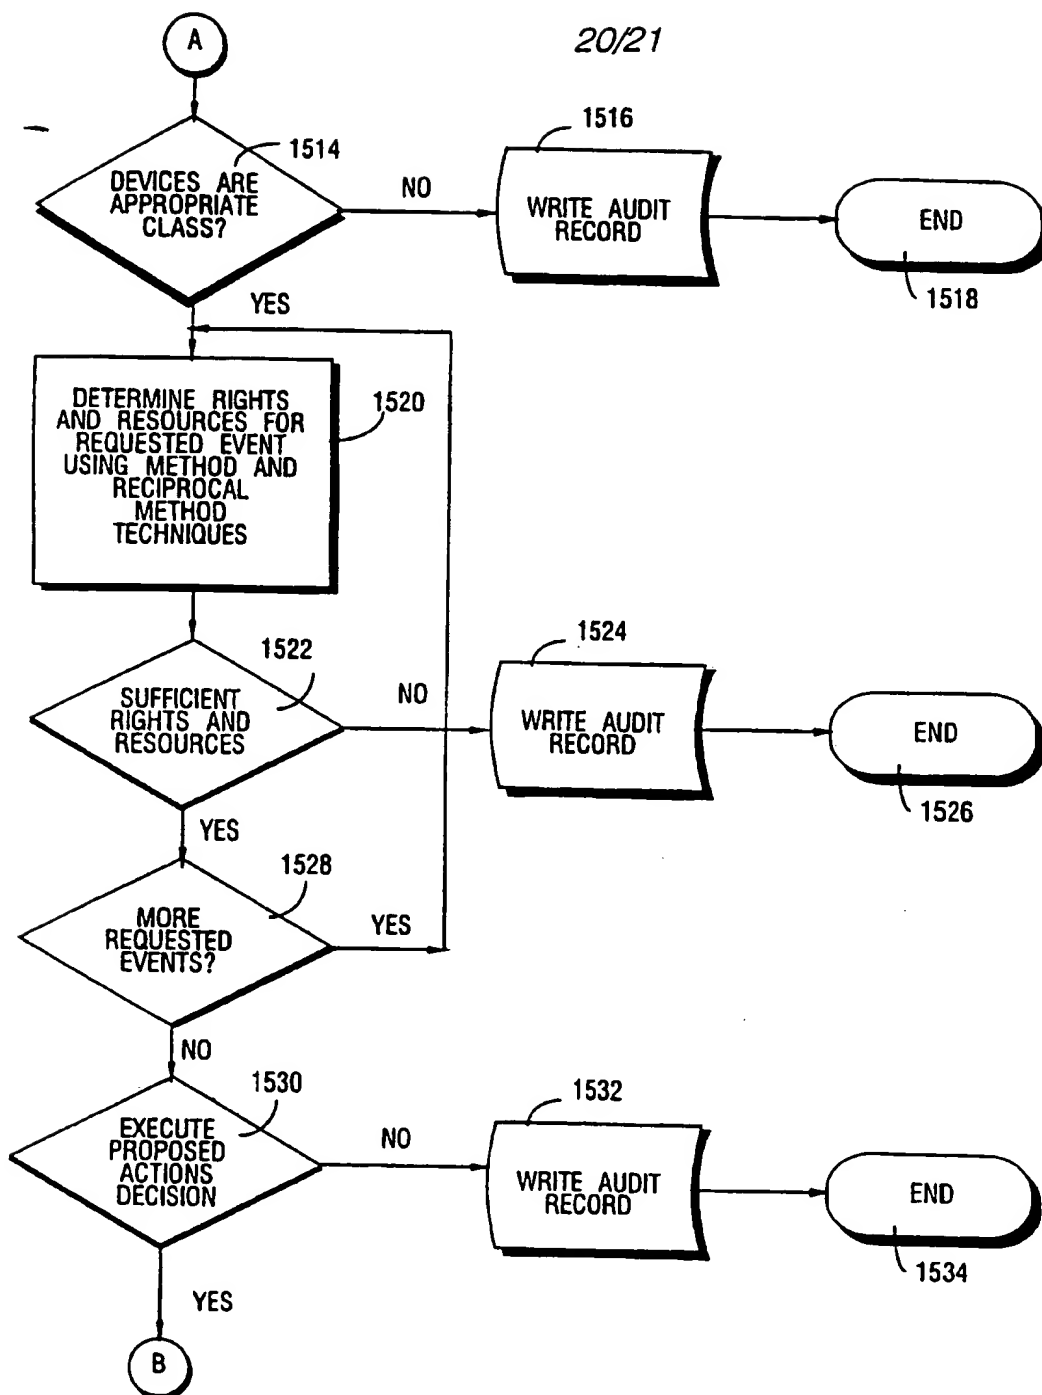 A
20/21
1514
DEVICES ARE
APPROPRIATE
CLASS?
NO
1516
WRITE AUDIT
RECORD
END
1518
YES
DETERMINE RIGHTS
AND RESOURCES FOR
REQUESTED EVENT
USING METHOD AND
RECIPROCAL
METHOD
TECHNIQUES
1520
1522
SUFFICIENT
RIGHTS AND
RESOURCES
NO
1524
WRITE AUDIT
RECORD
END
1526
YES
1528
MORE
REQUESTED
EVENTS?
YES
NO
1530
EXECUTE
PROPOSED
ACTIONS
DECISION
NO
1532
WRITE AUDIT
RECORD
END
1534
YES
B